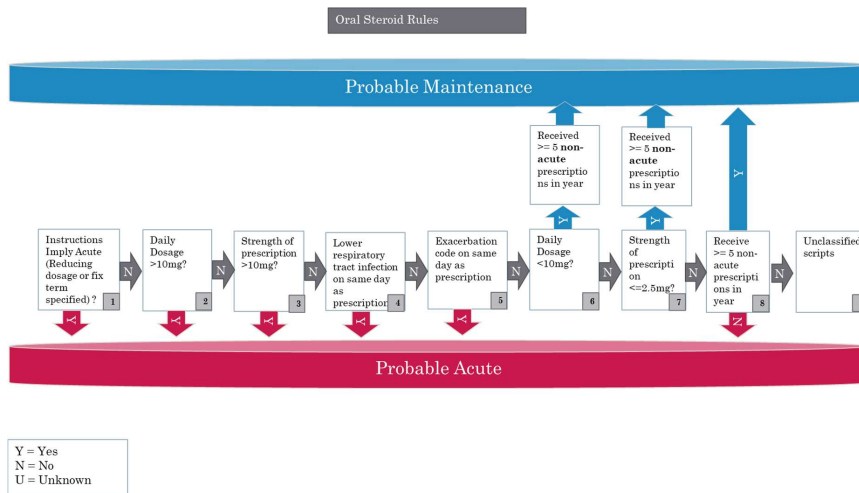 Oral Steroid Rules
Probable Maintenance
Received
>= 5 non-
acute
prescriptio
ns in year
Received
>= 5 non-
acute
prescriptio
ns in year
Y
Y
Y
Instructions
Imply Acute
(Reducing
dosage or fix
term
specified) ?
1
N
Daily
Dosage
>10mg?
2
N
Strength of
prescription
>10mg?
3
N
Lower
respiratory
tract infection
on same day
as
prescription
4
N
Exacerbation
code on same
day as
prescription
5
N
Daily
Dosage
<10mg?
6
N
Strength of
prescripti
on
<=2.5mg?
7
N
Receive
>= 5 non-
acute
prescripti
ons in
year
8
N
Unclassified
scripts
Y
Y
Y
Y
Y
N
Probable Acute
Y = Yes
N = No
U = Unknown